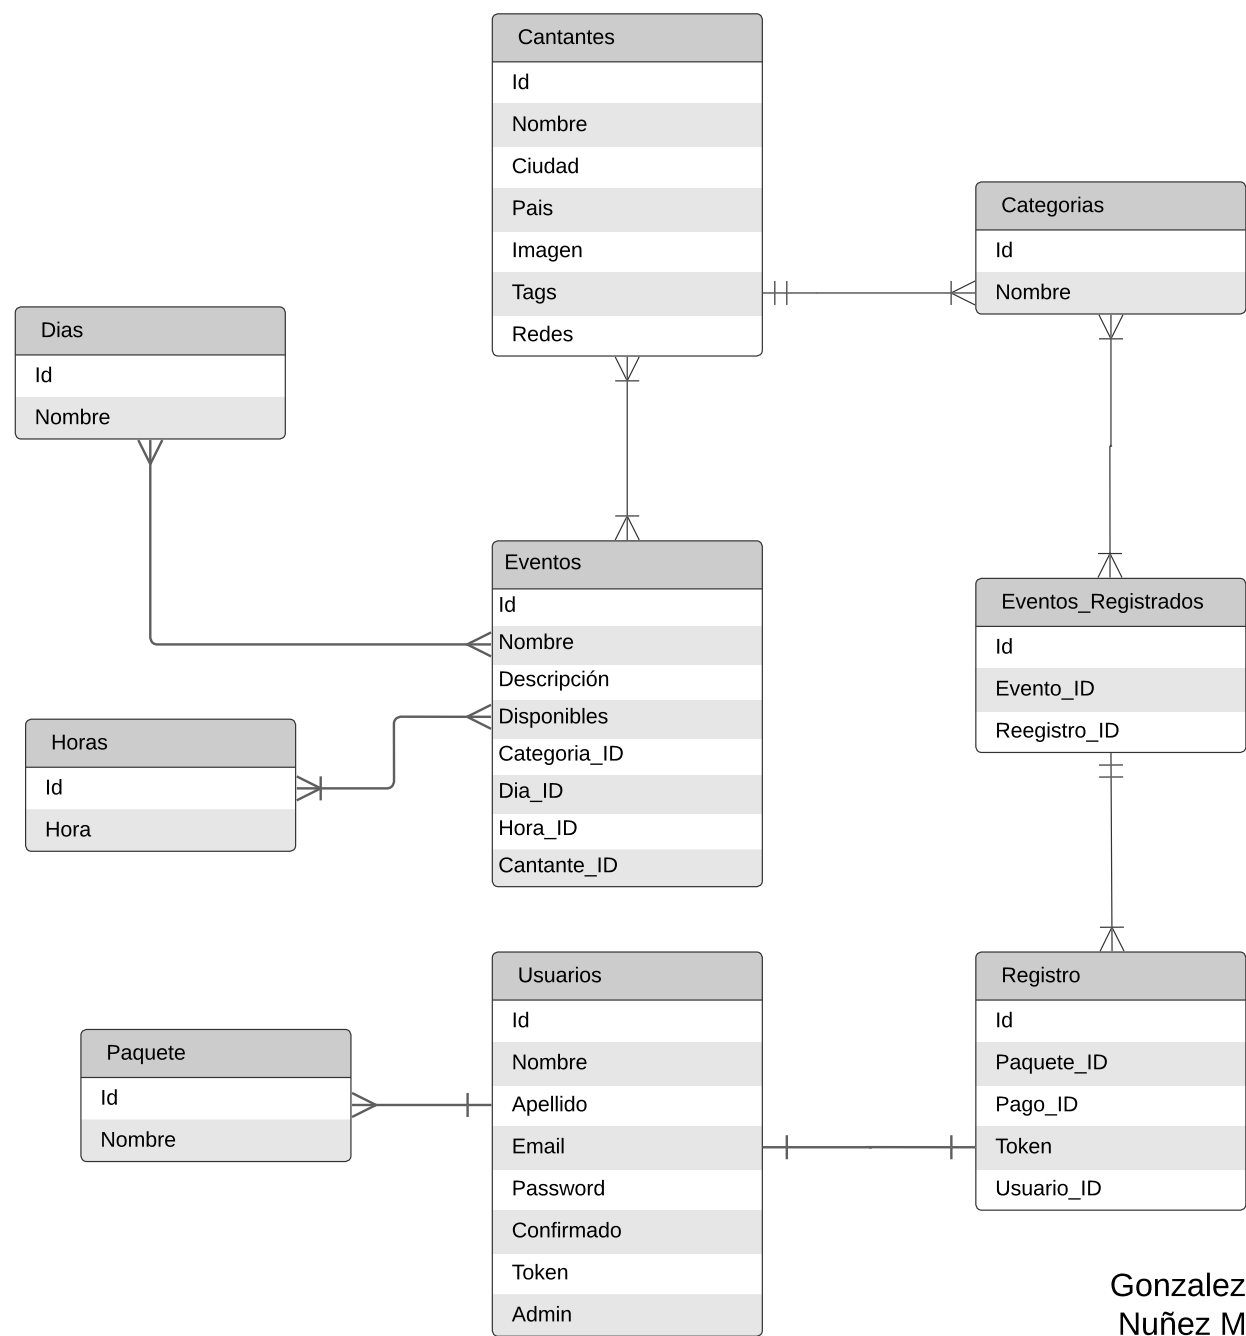 Cantantes
Id
Nombre
Ciudad
Pais
Imagen
Tags
Redes
Categorias
Id
Nombre
Dias
Id
Nombre
Eventos
Id
Nombre
Descripción
Disponibles
Categoria_ID
Dia_ID
Hora_ID
Cantante_ID
Eventos_Registrados
Id
Evento_ID
Reegistro_ID
Horas
Id
Hora
Usuarios
Id
Nombre
Apellido
Email
Password
Confirmado
Token
Admin
Registro
Id
Paquete_ID
Pago_ID
Token
Usuario_ID
Paquete
Id
Nombre
Gonzalez
Nuñez M